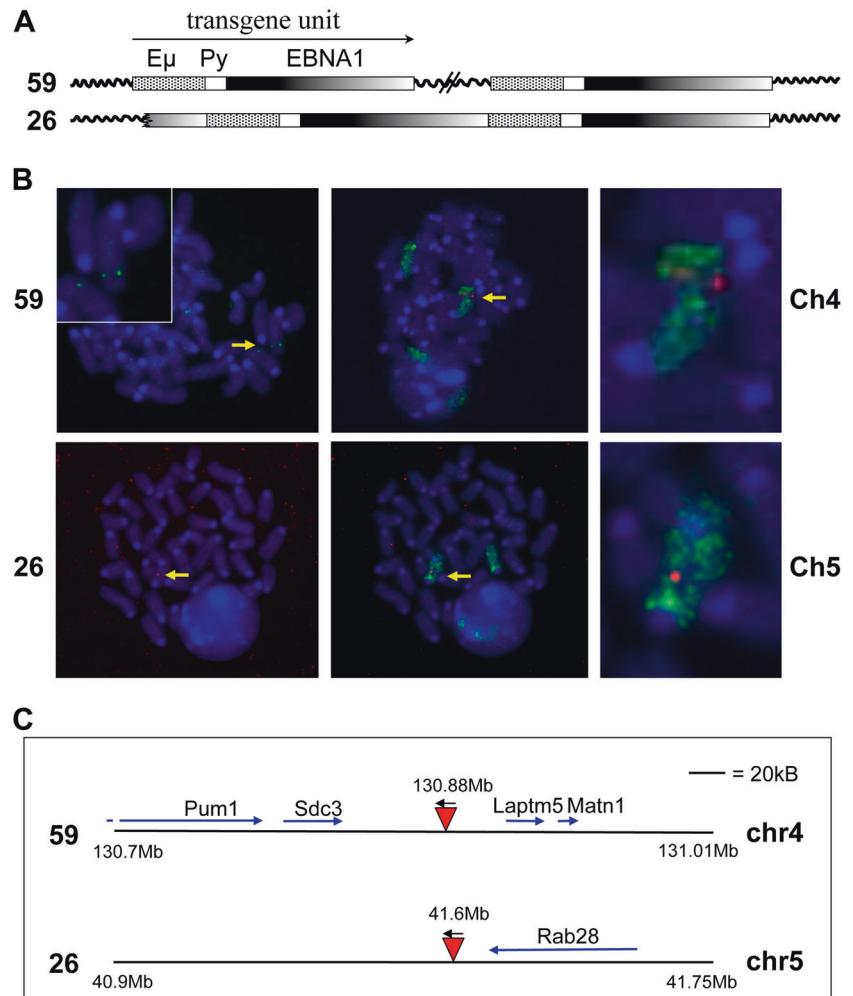 A
transgene unit
Eµ Py EBNA1
59
26
B
59 Ch4
26 Ch5
C
130.88Mb = 20kB
Pum1 Sdc3 Laptm5 Matn1
59 chr4
130.7Mb 131.01Mb
41.6Mb
Rab28
26 chr5
40.9Mb 41.75Mb